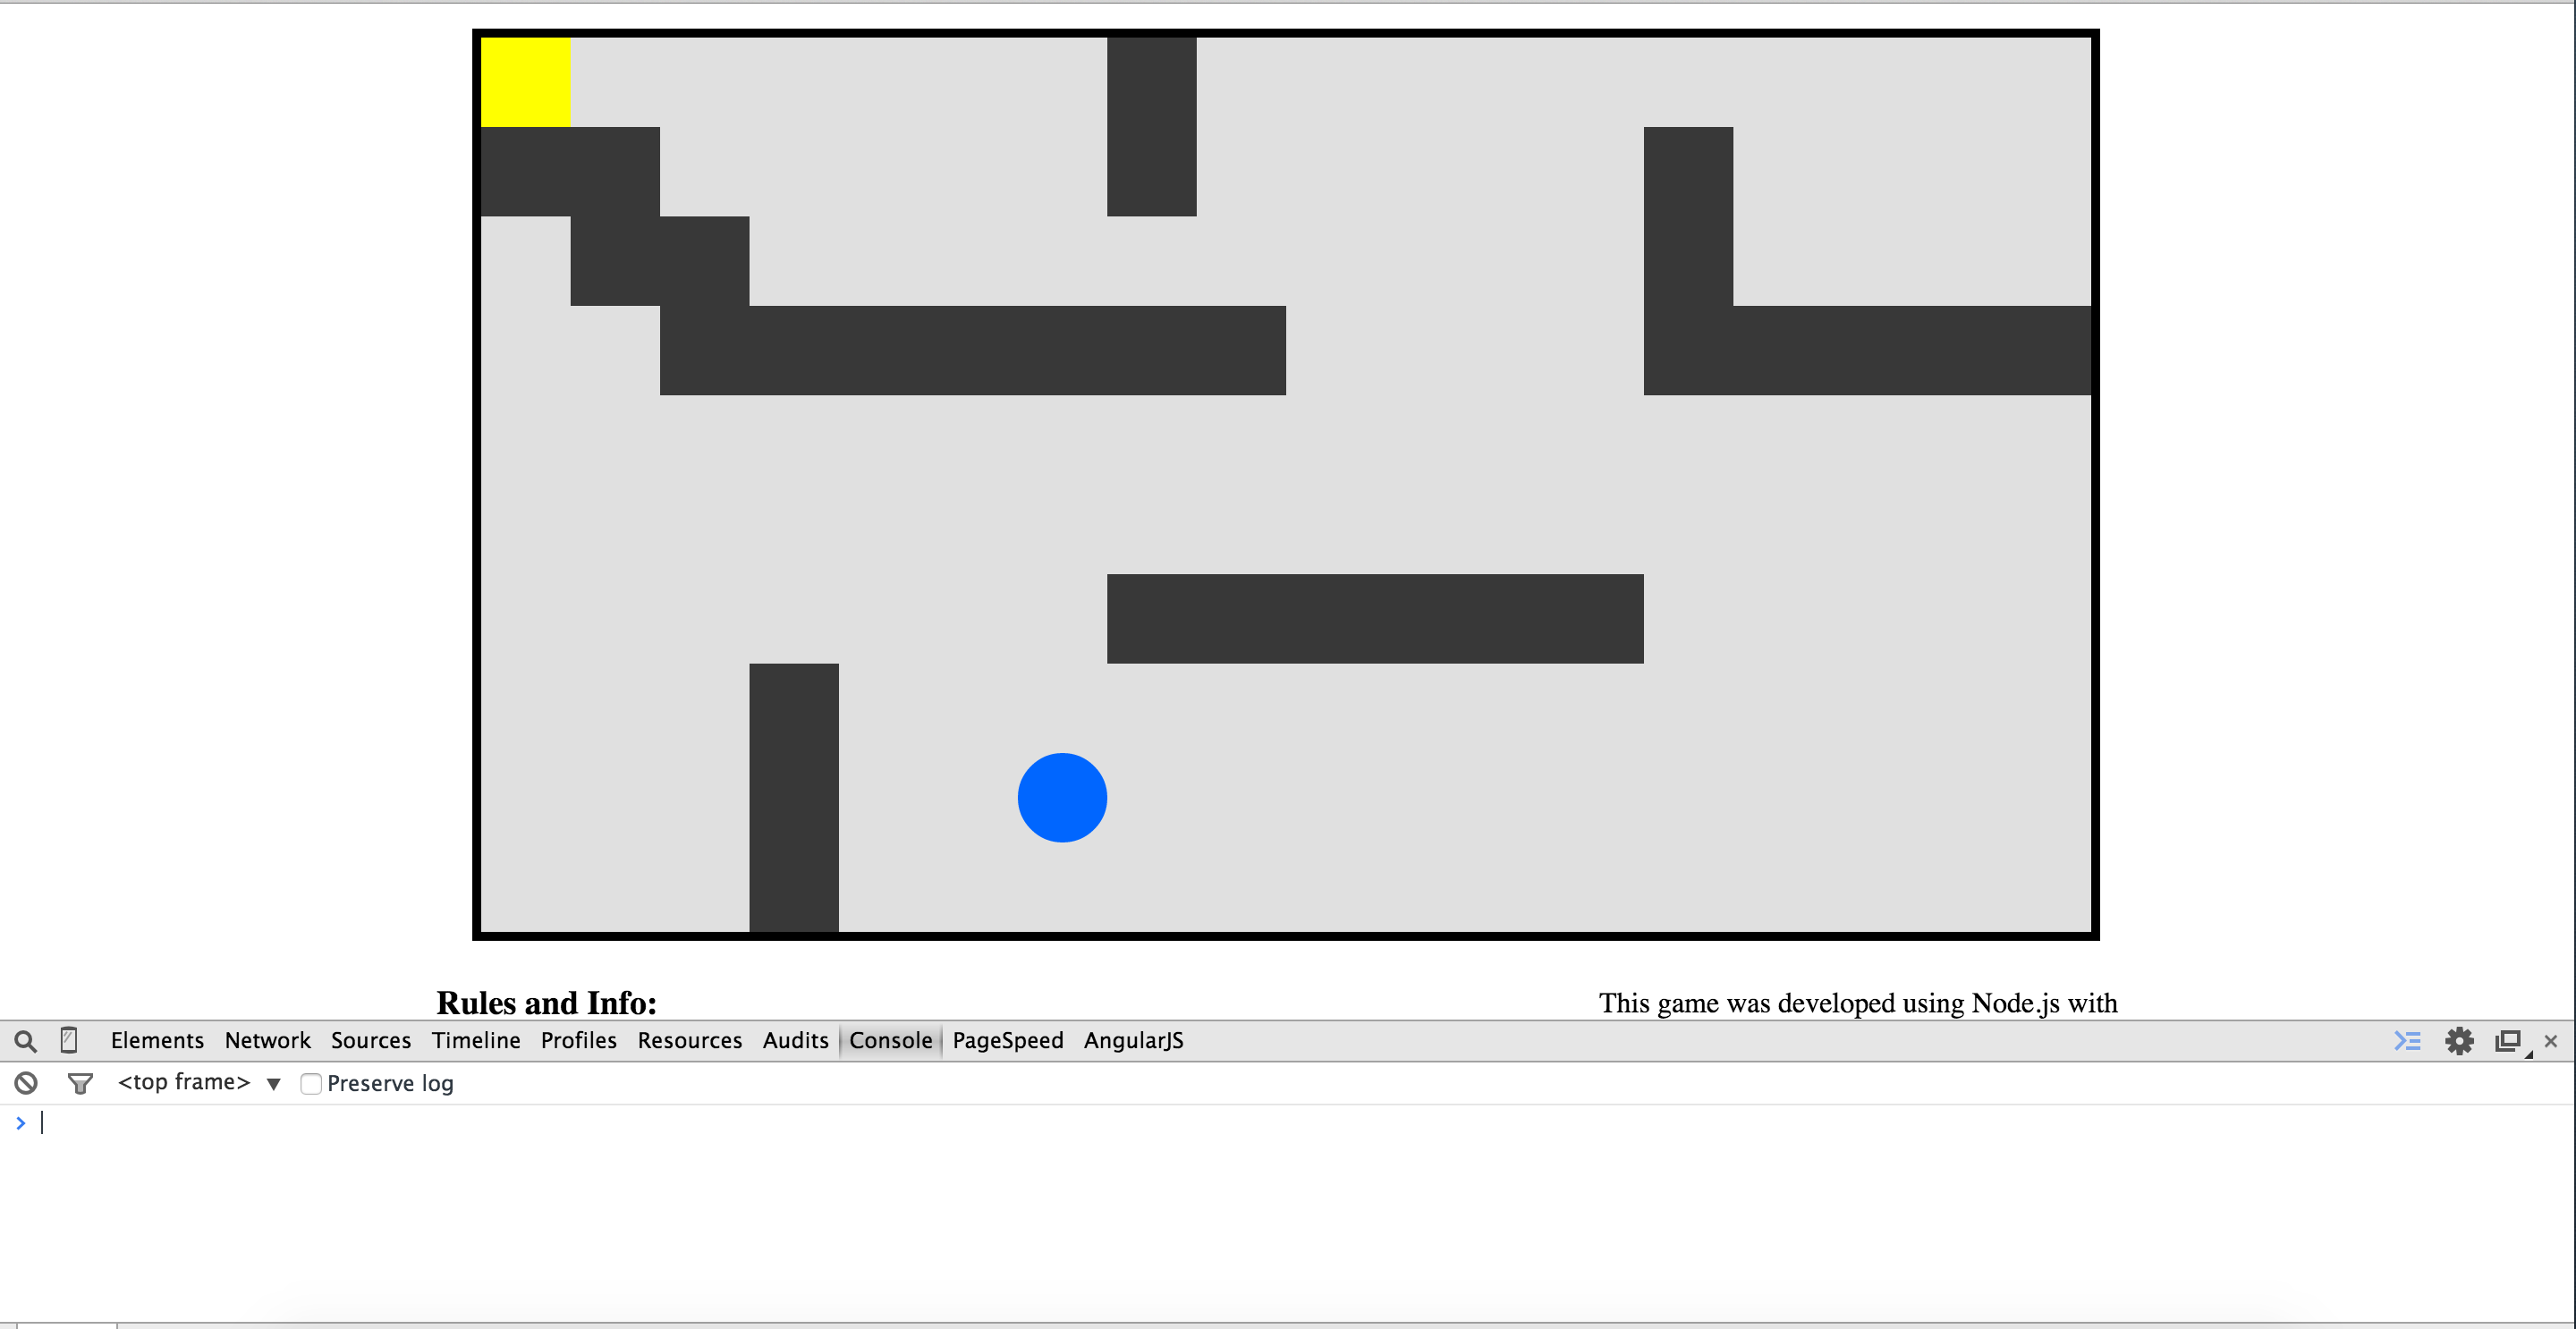 Rules and Info:
This game was developed using Node.js with
Elements Network Sources Timeline Profiles Resources Audits Console PageSpeed AngularJS
<top frame> ▼ Preserve log